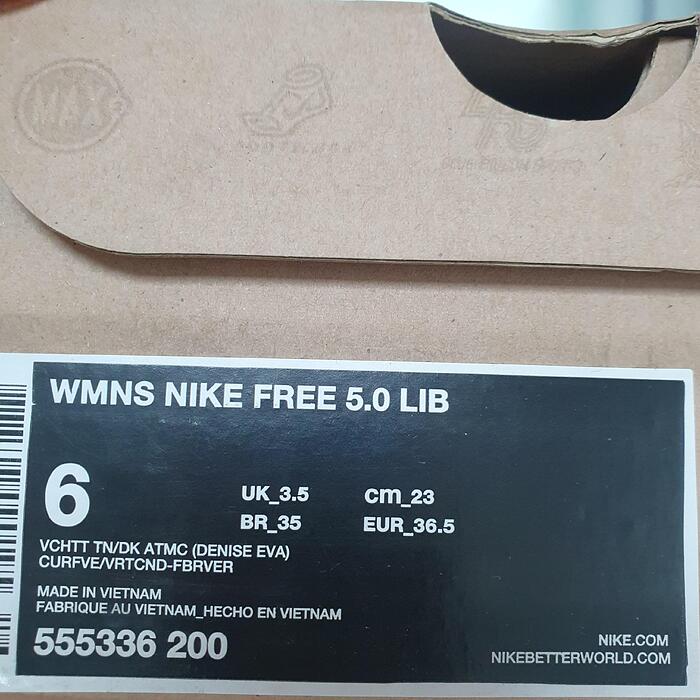 MAX
WMNS NIKE FREE 5.0 LIB
6
UK_3.5 cm_23
BR_35 EUR_36.5
VCHTT TN/DK ATMC (DENISE EVA)
CURFVE/VRTCND-FBRVER
MADE IN VIETNAM
FABRIQUE AU VIETNAM_HECHO EN VIETNAM
555336 200
NIKE.COM
NIKEBETTERWORLD.COM